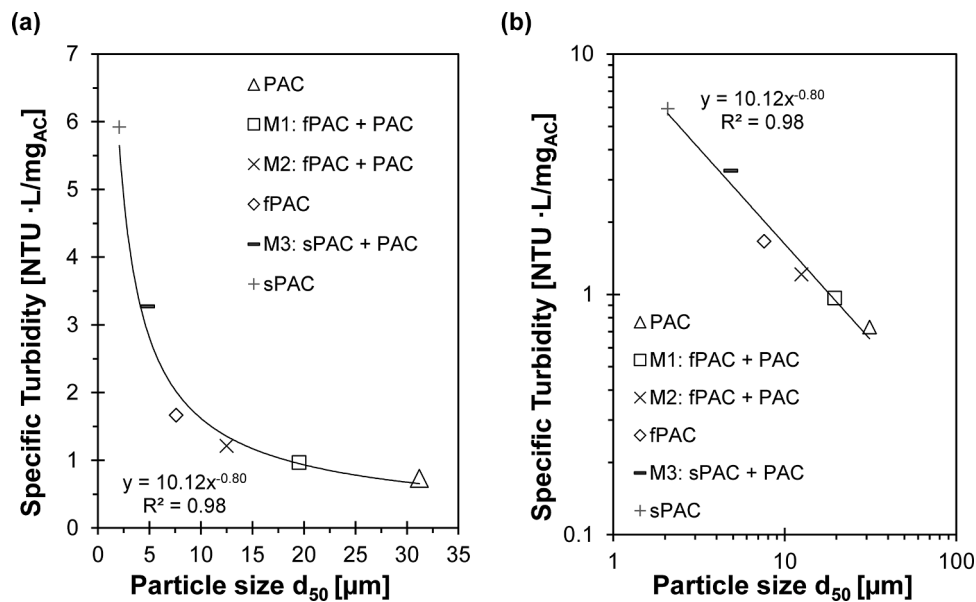 (a)
Specific Turbidity [NTU ·L/mgAC]
7
6
5
4
3
2
1
0
PAC
M1: fPAC + PAC
M2: fPAC + PAC
fPAC
M3: sPAC + PAC
sPAC
y = 10.12x-0.80
R² = 0.98
0 5 10 15 20 25 30 35
Particle size d50 [µm]
(b)
Specific Turbidity [NTU ·L/mgAC]
10
1
0.1
y = 10.12x-0.80
R² = 0.98
PAC
M1: fPAC + PAC
M2: fPAC + PAC
fPAC
M3: sPAC + PAC
sPAC
1 10 100
Particle size d50 [µm]